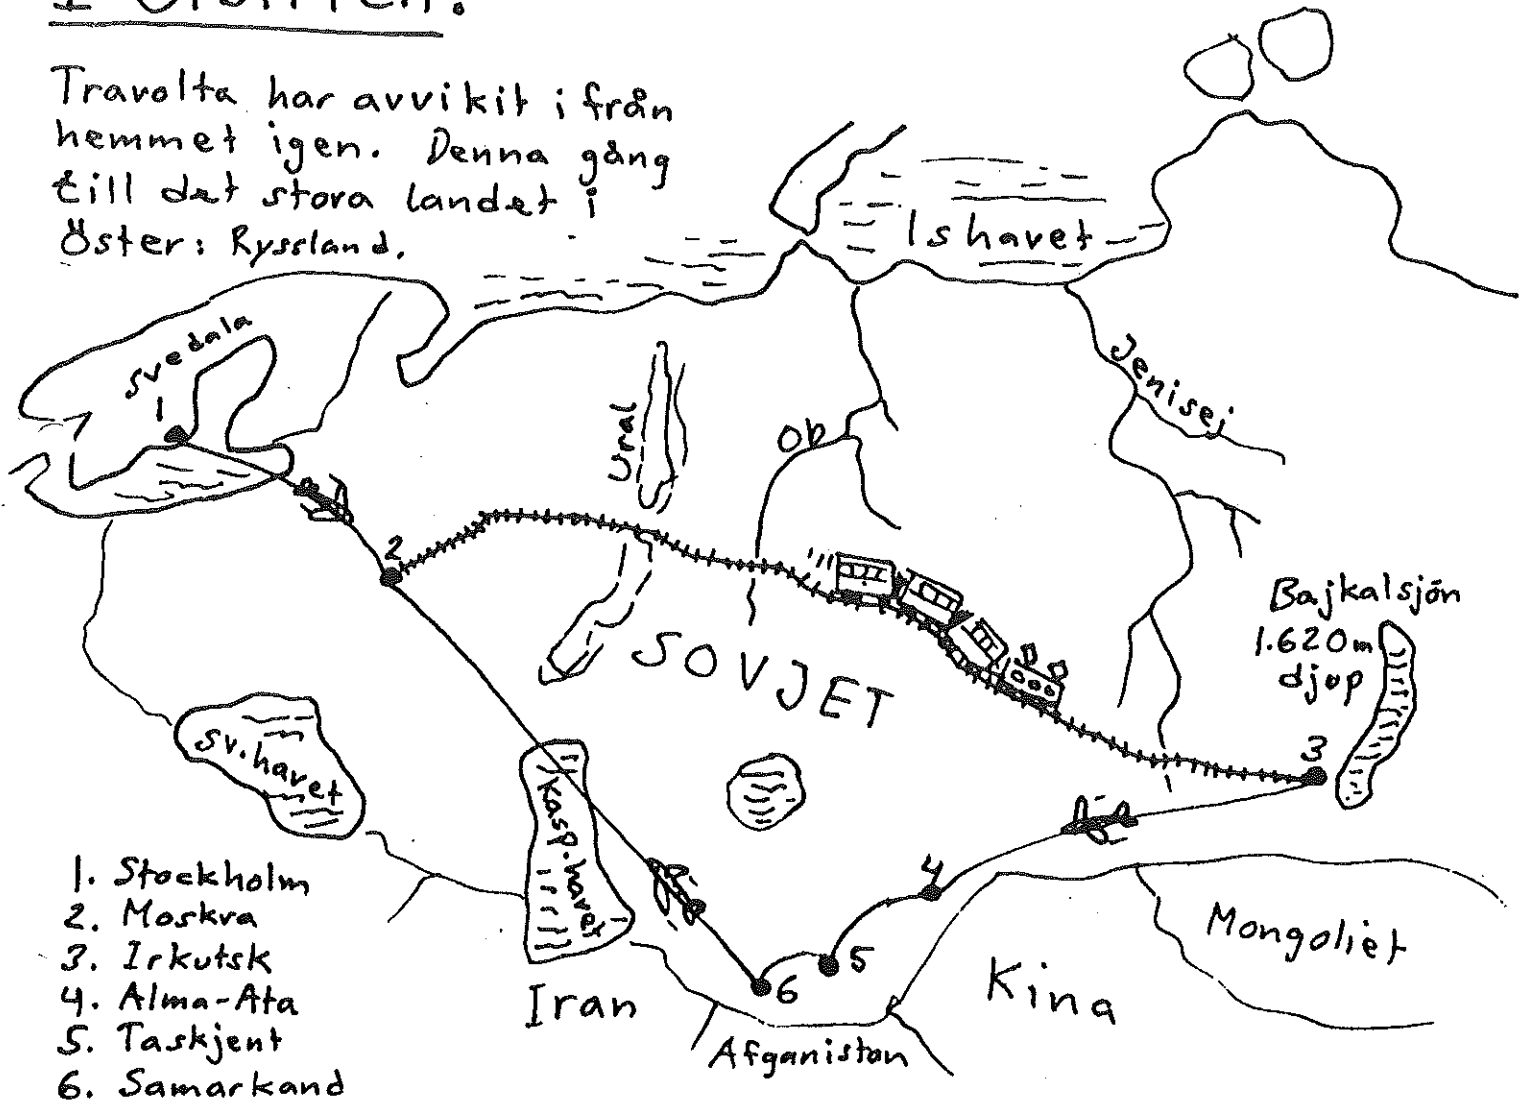 Travolta har avvikit ifrån
hemmet igen. Denna gång
till det stora landet i
Öster: Ryssland.
Ishavet
Svedala
1
Jenisej
Ural
Ob
2
SOVJET
Bajkalsjön
1.620m
djup
3
Sv.havet
Kasp.havet
4
5
6
Mongoliet
Kina
Iran
Afganistan
1. Stockholm
2. Moskva
3. Irkutsk
4. Alma-Ata
5. Taskjent
6. Samarkand